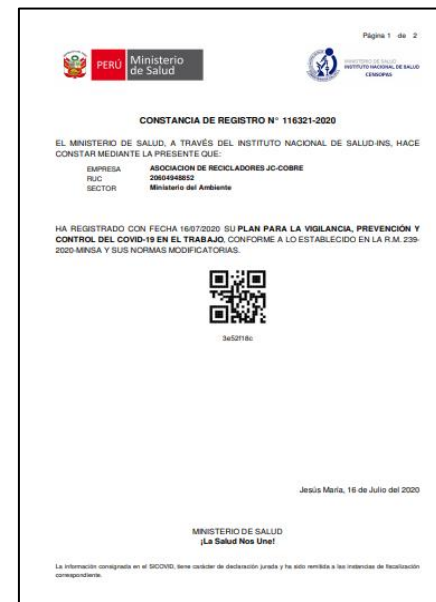 Página 1 de 2
PERÚ
Ministerio
de Salud
MINISTERIO DE SALUD
INSTITUTO NACIONAL DE SALUD
CENSOPAS
CONSTANCIA DE REGISTRO N° 116321-2020
EL MINISTERIO DE SALUD, A TRAVÉS DEL INSTITUTO NACIONAL DE SALUD-INS, HACE
CONSTAR MEDIANTE LA PRESENTE QUE:
EMPRESA ASOCIACION DE RECICLADORES JC-COBRE
RUC 20604948852
SECTOR Ministerio del Ambiente
HA REGISTRADO CON FECHA 16/07/2020 SU PLAN PARA LA VIGILANCIA, PREVENCIÓN Y
CONTROL DEL COVID-19 EN EL TRABAJO, CONFORME A LO ESTABLECIDO EN LA R.M. 239-
2020-MINSA Y SUS NORMAS MODIFICATORIAS.
3e52f18c
Jesús María, 16 de Julio del 2020
MINISTERIO DE SALUD
¡La Salud Nos Une!
La información consignada en el SICOVID, tiene carácter de declaración jurada y ha sido remitida a las instancias de fiscalización
correspondiente.